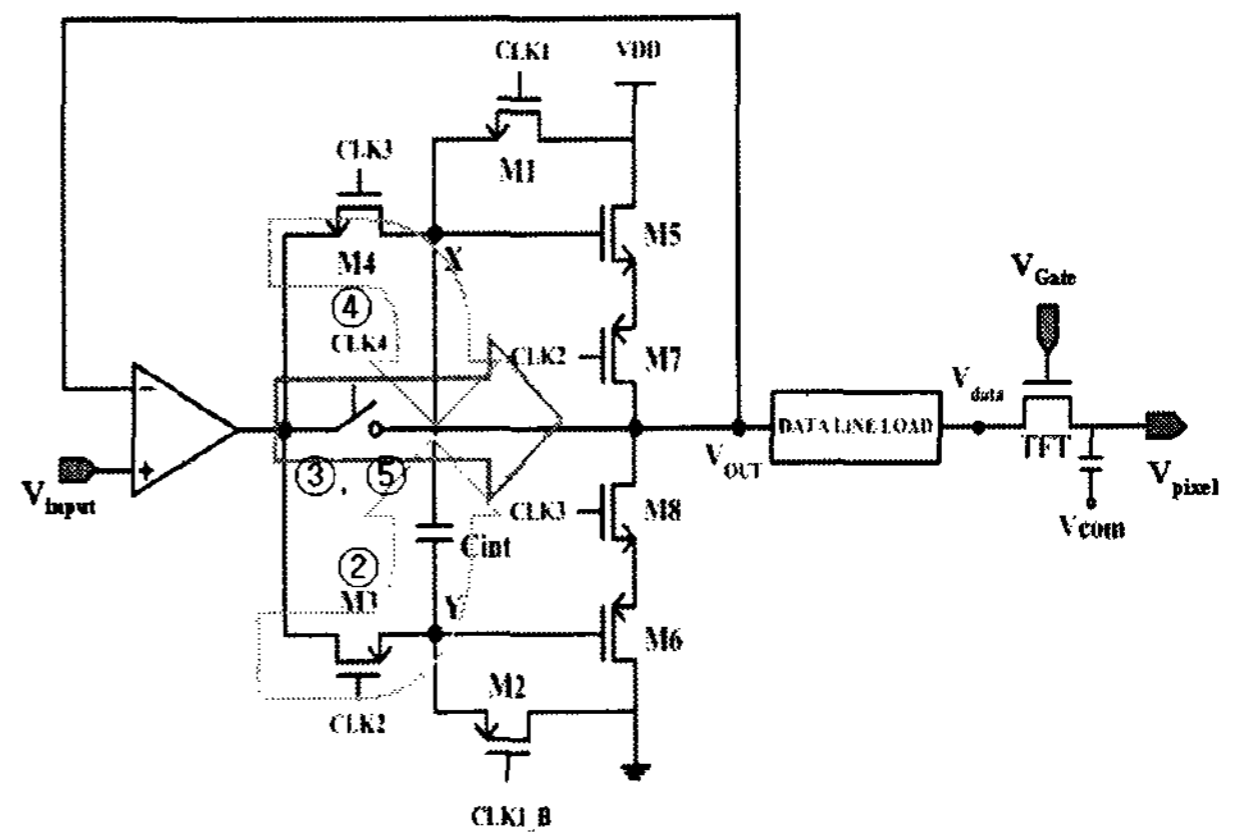 CLK1
VDD
CLK3
M1
M4
X
M5
④
CLK4
CLK2
M7
V_Gate
V_data
−
+
V_input
③, ⑤
V_OUT
DATA LINE LOAD
TFT
V_pixel
CLK3
M8
Cint
Vcom
②
M3
Y
M6
M2
CLK2
CLK1_B